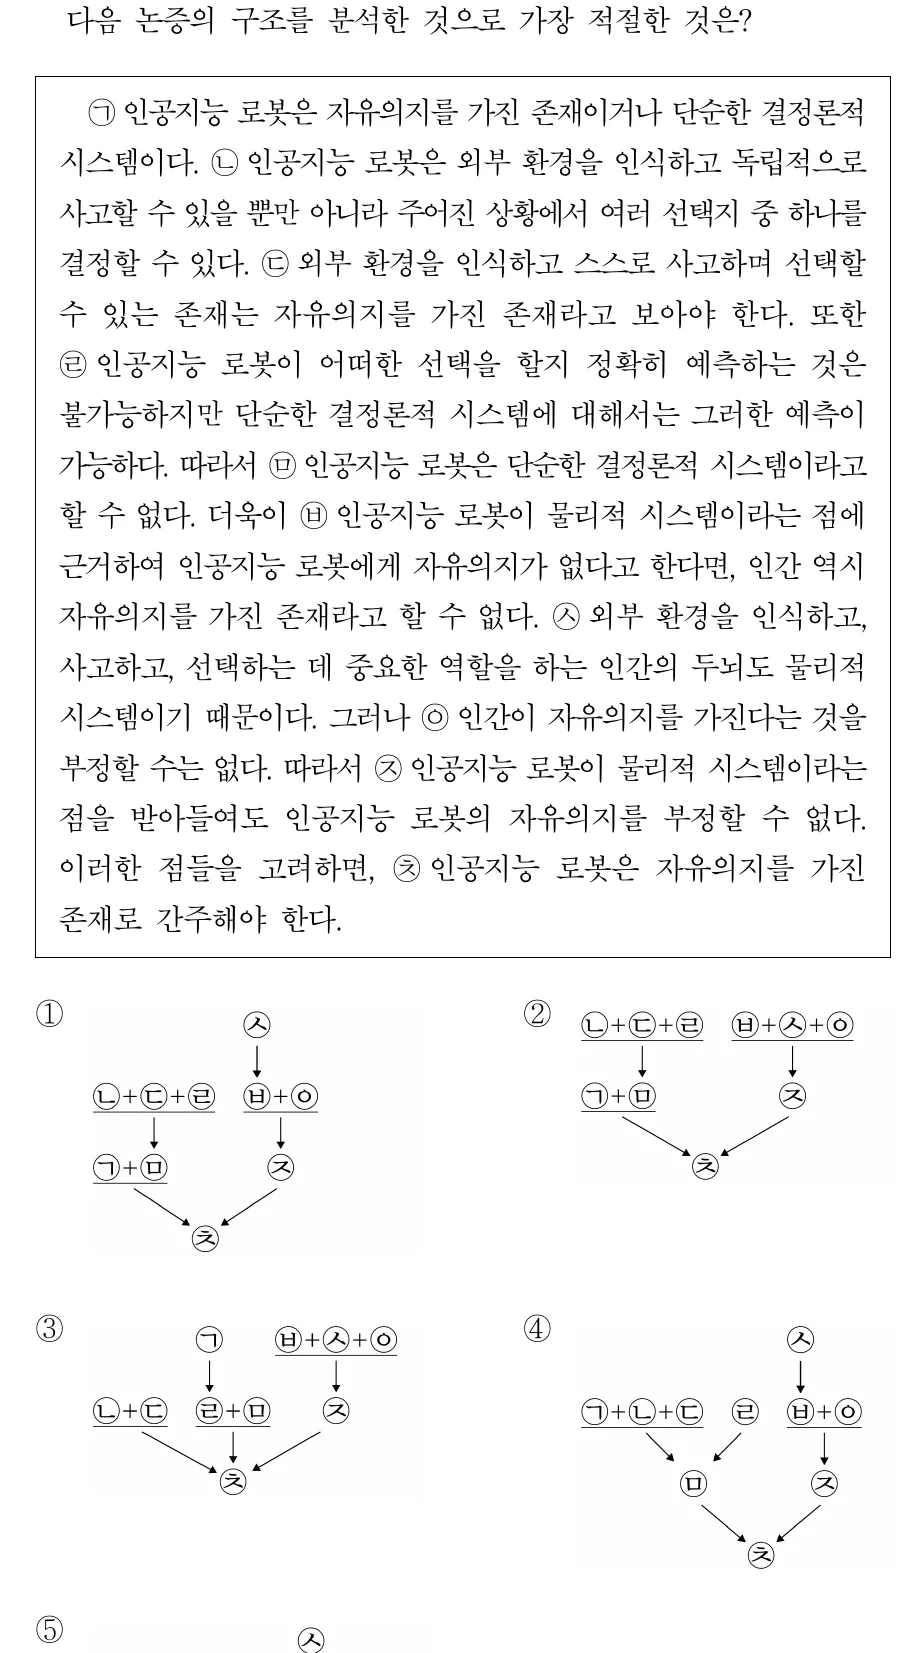 다음 논증의 구조를 분석한 것으로 가장 적절한 것은?
㉠ 인공지능 로봇은 자유의지를 가진 존재이거나 단순한 결정론적
시스템이다. ㉡ 인공지능 로봇은 외부 환경을 인식하고 독립적으로
사고할 수 있을 뿐만 아니라 주어진 상황에서 여러 선택지 중 하나를
결정할 수 있다. ㉢ 외부 환경을 인식하고 스스로 사고하며 선택할
수 있는 존재는 자유의지를 가진 존재라고 보아야 한다. 또한
㉣ 인공지능 로봇이 어떠한 선택을 할지 정확히 예측하는 것은
불가능하지만 단순한 결정론적 시스템에 대해서는 그러한 예측이
가능하다. 따라서 ㉤ 인공지능 로봇은 단순한 결정론적 시스템이라고
할 수 없다. 더욱이 ㉥ 인공지능 로봇이 물리적 시스템이라는 점에
근거하여 인공지능 로봇에게 자유의지가 없다고 한다면, 인간 역시
자유의지를 가진 존재라고 할 수 없다. ㉦ 외부 환경을 인식하고,
사고하고, 선택하는 데 중요한 역할을 하는 인간의 두뇌도 물리적
시스템이기 때문이다. 그러나 ㉧ 인간이 자유의지를 가진다는 것을
부정할 수는 없다. 따라서 ㉨ 인공지능 로봇이 물리적 시스템이라는
점을 받아들여도 인공지능 로봇의 자유의지를 부정할 수 없다.
이러한 점들을 고려하면, ㉩ 인공지능 로봇은 자유의지를 가진
존재로 간주해야 한다.
①
㉦
㉡+㉢+㉣ ㉥+㉧
㉠+㉤ ㉨
㉩
②
㉡+㉢+㉣ ㉥+㉦+㉧
㉠+㉤ ㉨
㉩
③
㉠ ㉥+㉦+㉧
㉡+㉢ ㉣+㉤ ㉨
㉩
④
㉦
㉠+㉡+㉢ ㉣ ㉥+㉧
㉤ ㉨
㉩
⑤
㉦